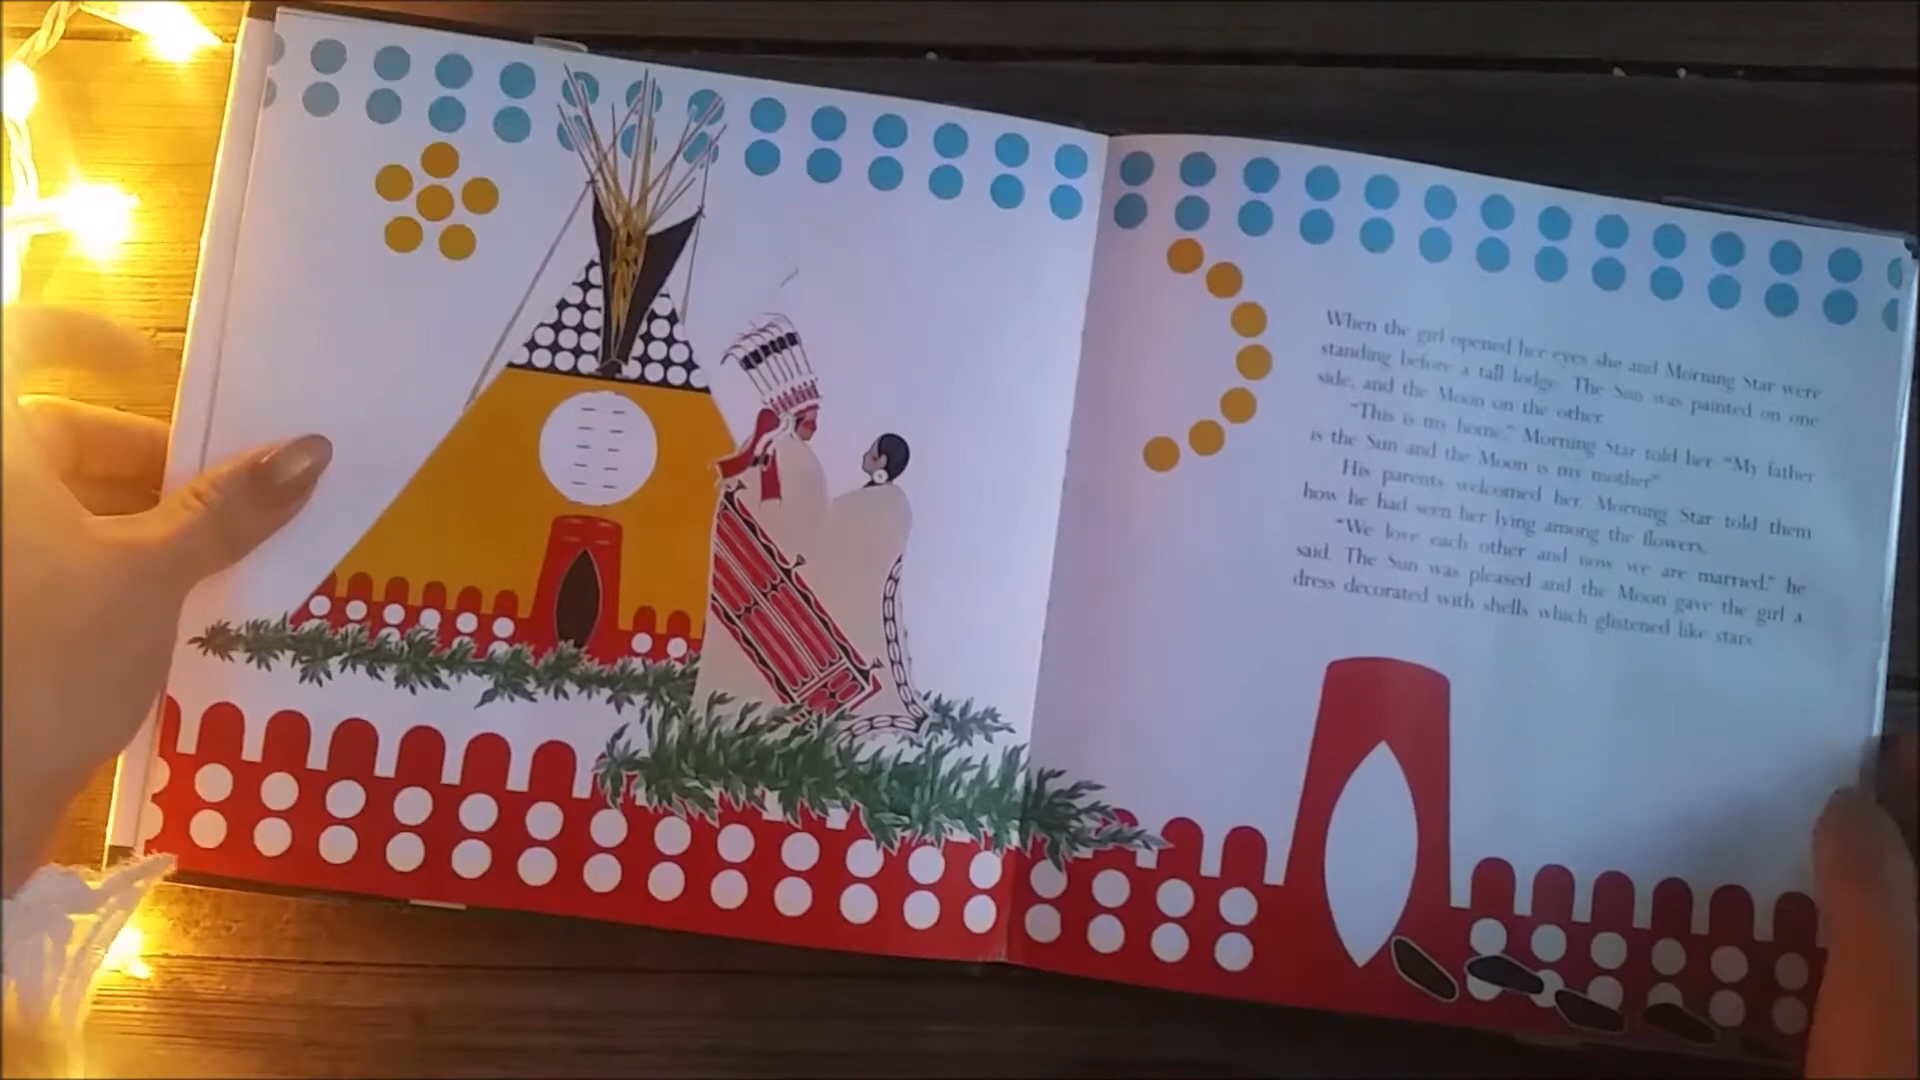 When the girl opened her eyes she and Morning Star were
standing before a tall lodge. The Sun was painted on one
side, and the Moon on the other.
"This is my home," Morning Star told her. "My father
is the Sun and the Moon is my mother."
His parents welcomed her. Morning Star told them
how he had seen her lying among the flowers.
"We love each other and now we are married," he
said. The Sun was pleased and the Moon gave the girl a
dress decorated with shells which glistened like stars.